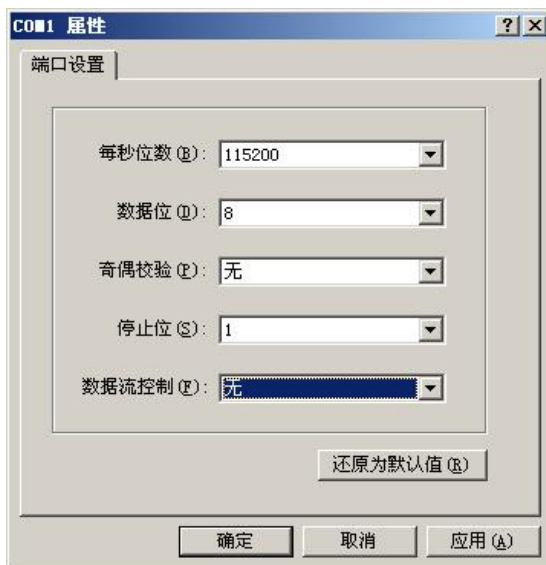 COM1 属性
端口设置
每秒位数(B): 115200
数据位(D): 8
奇偶校验(P): 无
停止位(S): 1
数据流控制(F): 无
还原为默认值(R)
确定 取消 应用(A)